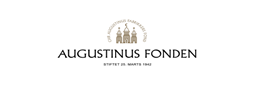 AUGUSTINUS FONDEN
STIFTET 25. MARTS 1942